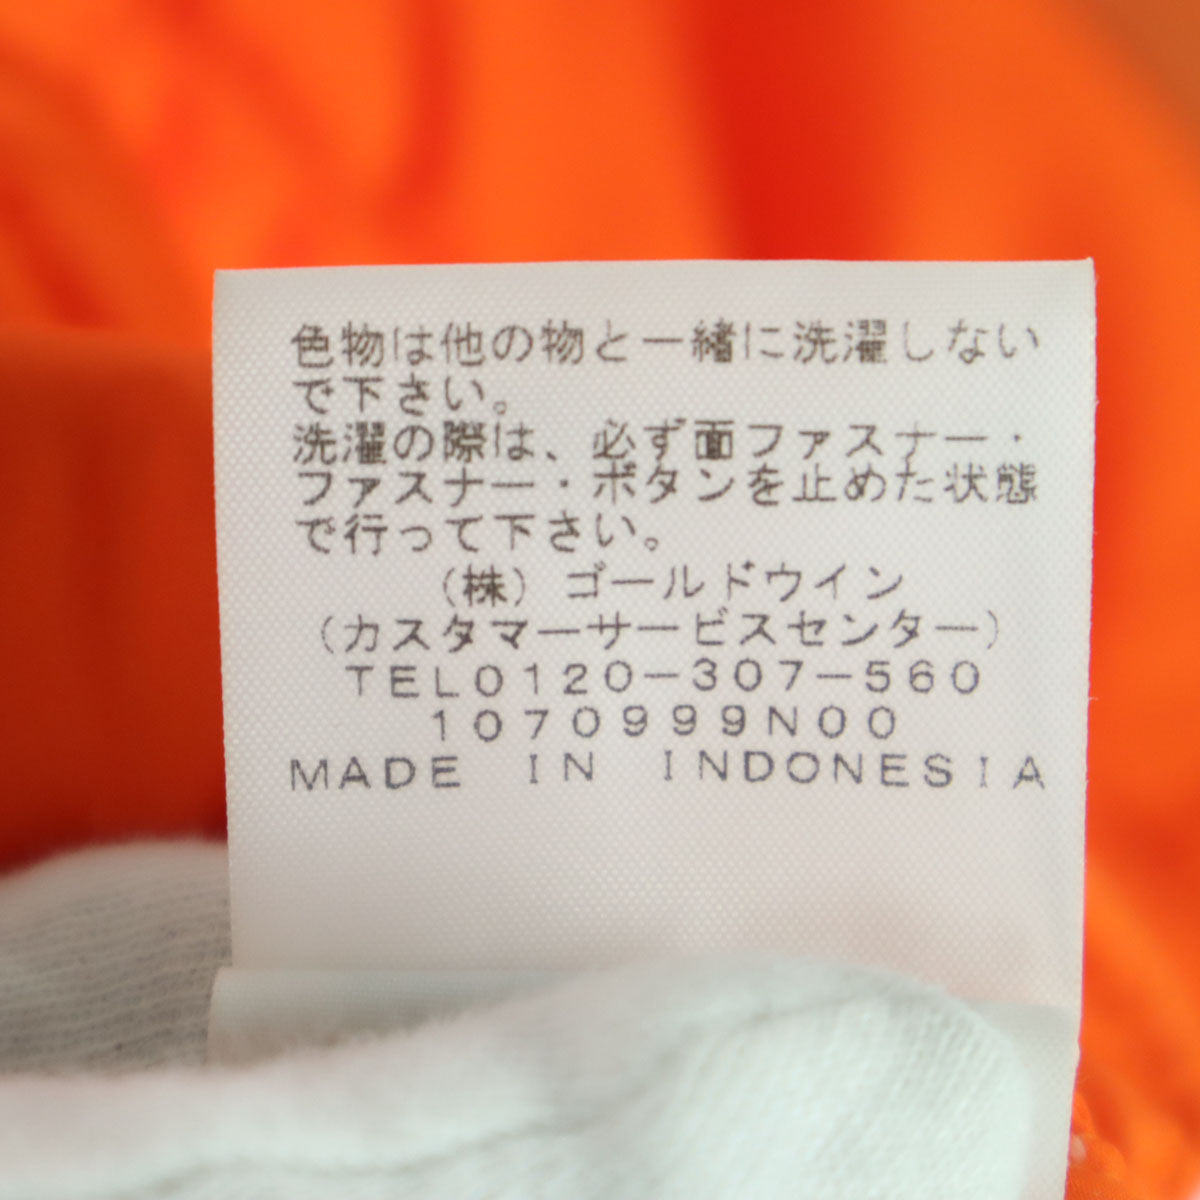 色物は他の物と一緒に洗濯しない
で下さい。
洗濯の際は、必ず面ファスナー・
ファスナー・ボタンを止めた状態
で行って下さい。
（株）ゴールドウイン
（カスタマーサービスセンター）
TEL0120-307-560
1070999N00
MADE IN INDONESIA